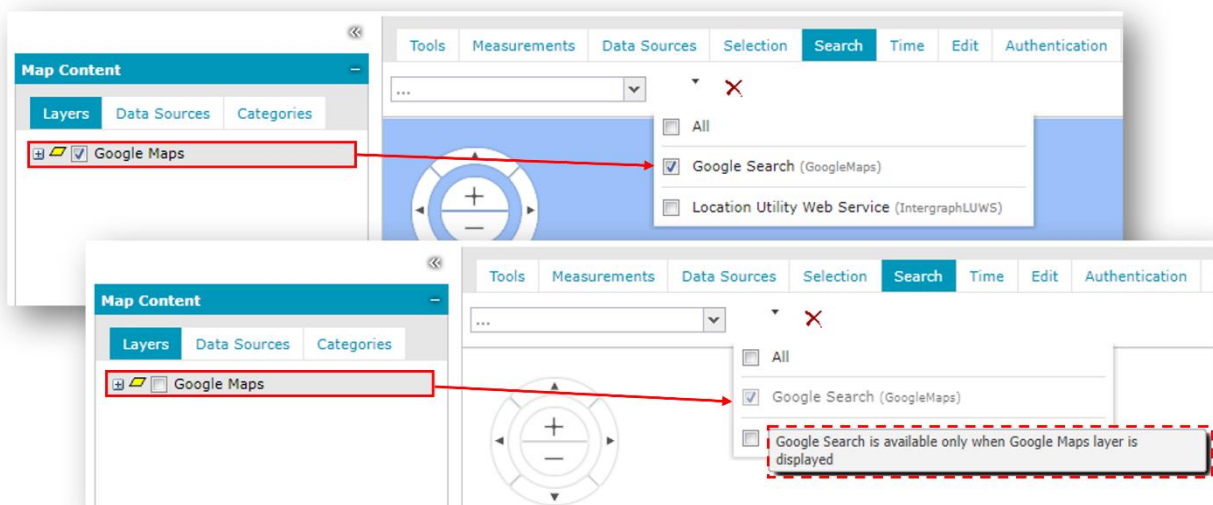 Tools Measurements Data Sources Selection Search Time Edit Authentication
Map Content
...
Layers Data Sources Categories
All
Google Maps
Google Search (GoogleMaps)
Location Utility Web Service (IntergraphLUWS)
Tools Measurements Data Sources Selection Search Time Edit Authentication
Map Content
...
Layers Data Sources Categories
All
Google Maps
Google Search (GoogleMaps)
Google Search is available only when Google Maps layer is
displayed